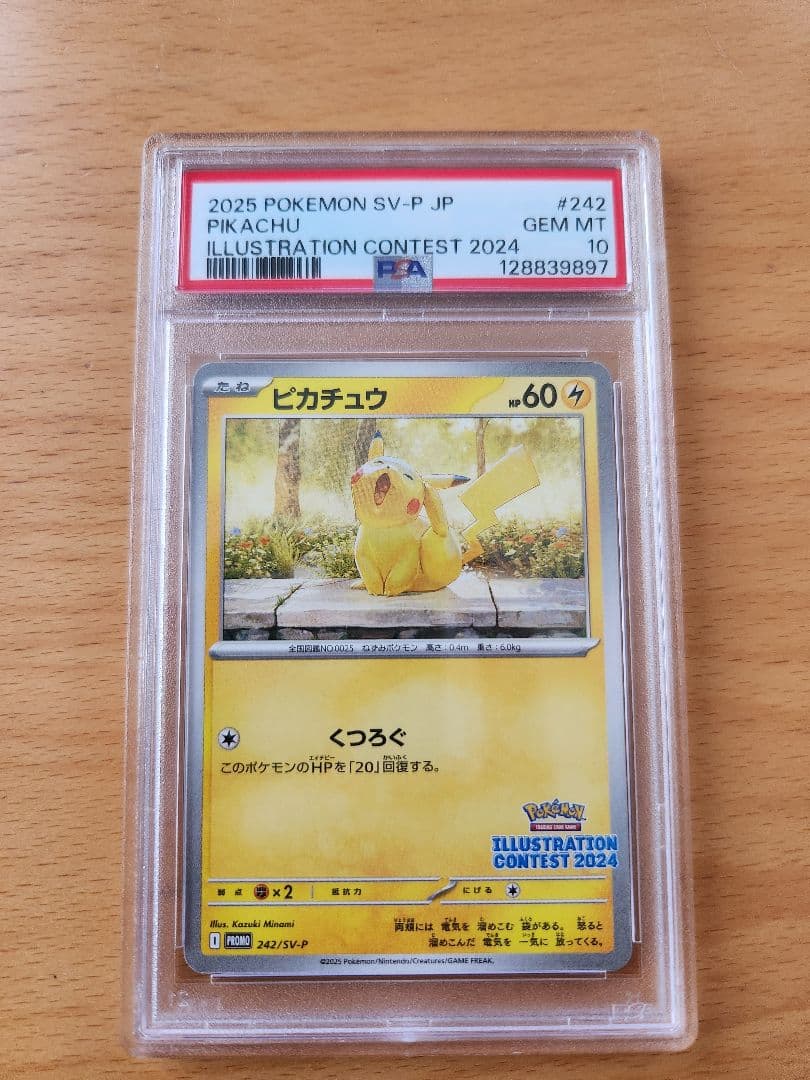 2025 POKEMON SV-P JP #242
PIKACHU GEM MT
ILLUSTRATION CONTEST 2024 10
PSA 128839897
たね ピカチュウ HP60
全国図鑑NO.0025 ねずみポケモン 高さ:0.4m 重さ:6.0kg
くつろぐ
このポケモンのHPを「20」回復する。
POKÉMON
TRADING CARD GAME
ILLUSTRATION
CONTEST 2024
弱点 ×2 抵抗力 にげる
Illus. Kazuki Minami
両頬には 電気を 溜めこむ 袋がある。 怒ると
溜めこんだ 電気を 一気に 放ってくる。
I PROMO 242/SV-P
©2025 Pokémon/Nintendo/Creatures/GAME FREAK.